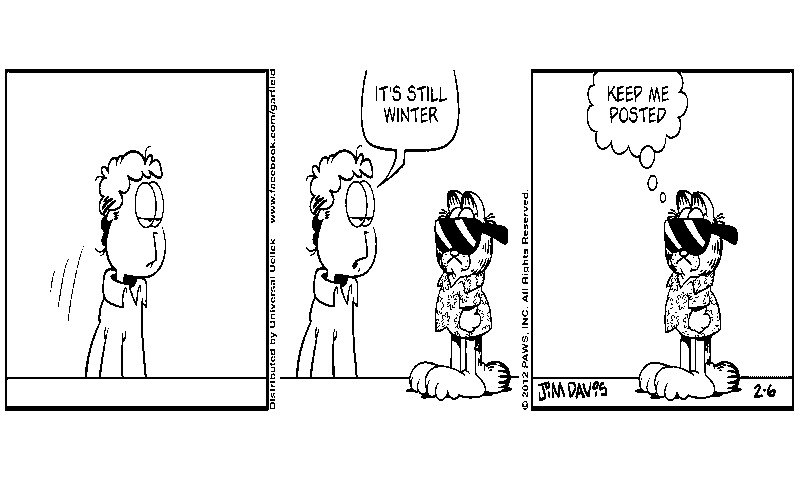 Distributed by Universal Uclick www.facebook.com/garfield
IT'S STILL
WINTER
© 2012 PAWS, INC. All Rights Reserved.
KEEP ME
POSTED
JIM DAVIS
2-6